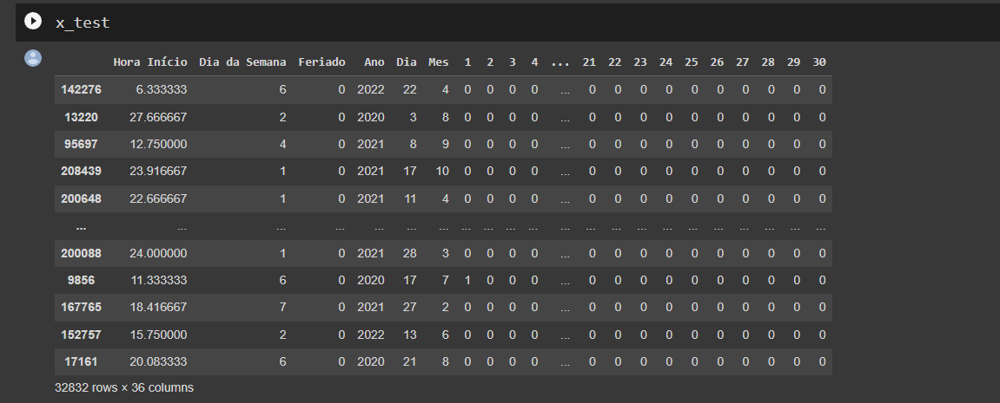 x_test
Hora Início Dia da Semana Feriado Ano Dia Mes 1 2 3 4 ... 21 22 23 24 25 26 27 28 29 30
142276 6.333333 6 0 2022 22 4 0 0 0 0 ... 0 0 0 0 0 0 0 0 0 0
13220 27.666667 2 0 2020 3 8 0 0 0 0 ... 0 0 0 0 0 0 0 0 0 0
95697 12.750000 4 0 2021 8 9 0 0 0 0 ... 0 0 0 0 0 0 0 0 0 0
208439 23.916667 1 0 2021 17 10 0 0 0 0 ... 0 0 0 0 0 0 0 0 0 0
200648 22.666667 1 0 2021 11 4 0 0 0 0 ... 0 0 0 0 0 0 0 0 0 0
... ... ... ... ... ... ... ... ... ... ... ... ... ... ... ... ... ... ... ... ... ...
200088 24.000000 1 0 2021 28 3 0 0 0 0 ... 0 0 0 0 0 0 0 0 0 0
9856 11.333333 6 0 2020 17 7 1 0 0 0 ... 0 0 0 0 0 0 0 0 0 0
167765 18.416667 7 0 2021 27 2 0 0 0 0 ... 0 0 0 0 0 0 0 0 0 0
152757 15.750000 2 0 2022 13 6 0 0 0 0 ... 0 0 0 0 0 0 0 0 0 0
17161 20.083333 6 0 2020 21 8 0 0 0 0 ... 0 0 0 0 0 0 0 0 0 0
32832 rows × 36 columns